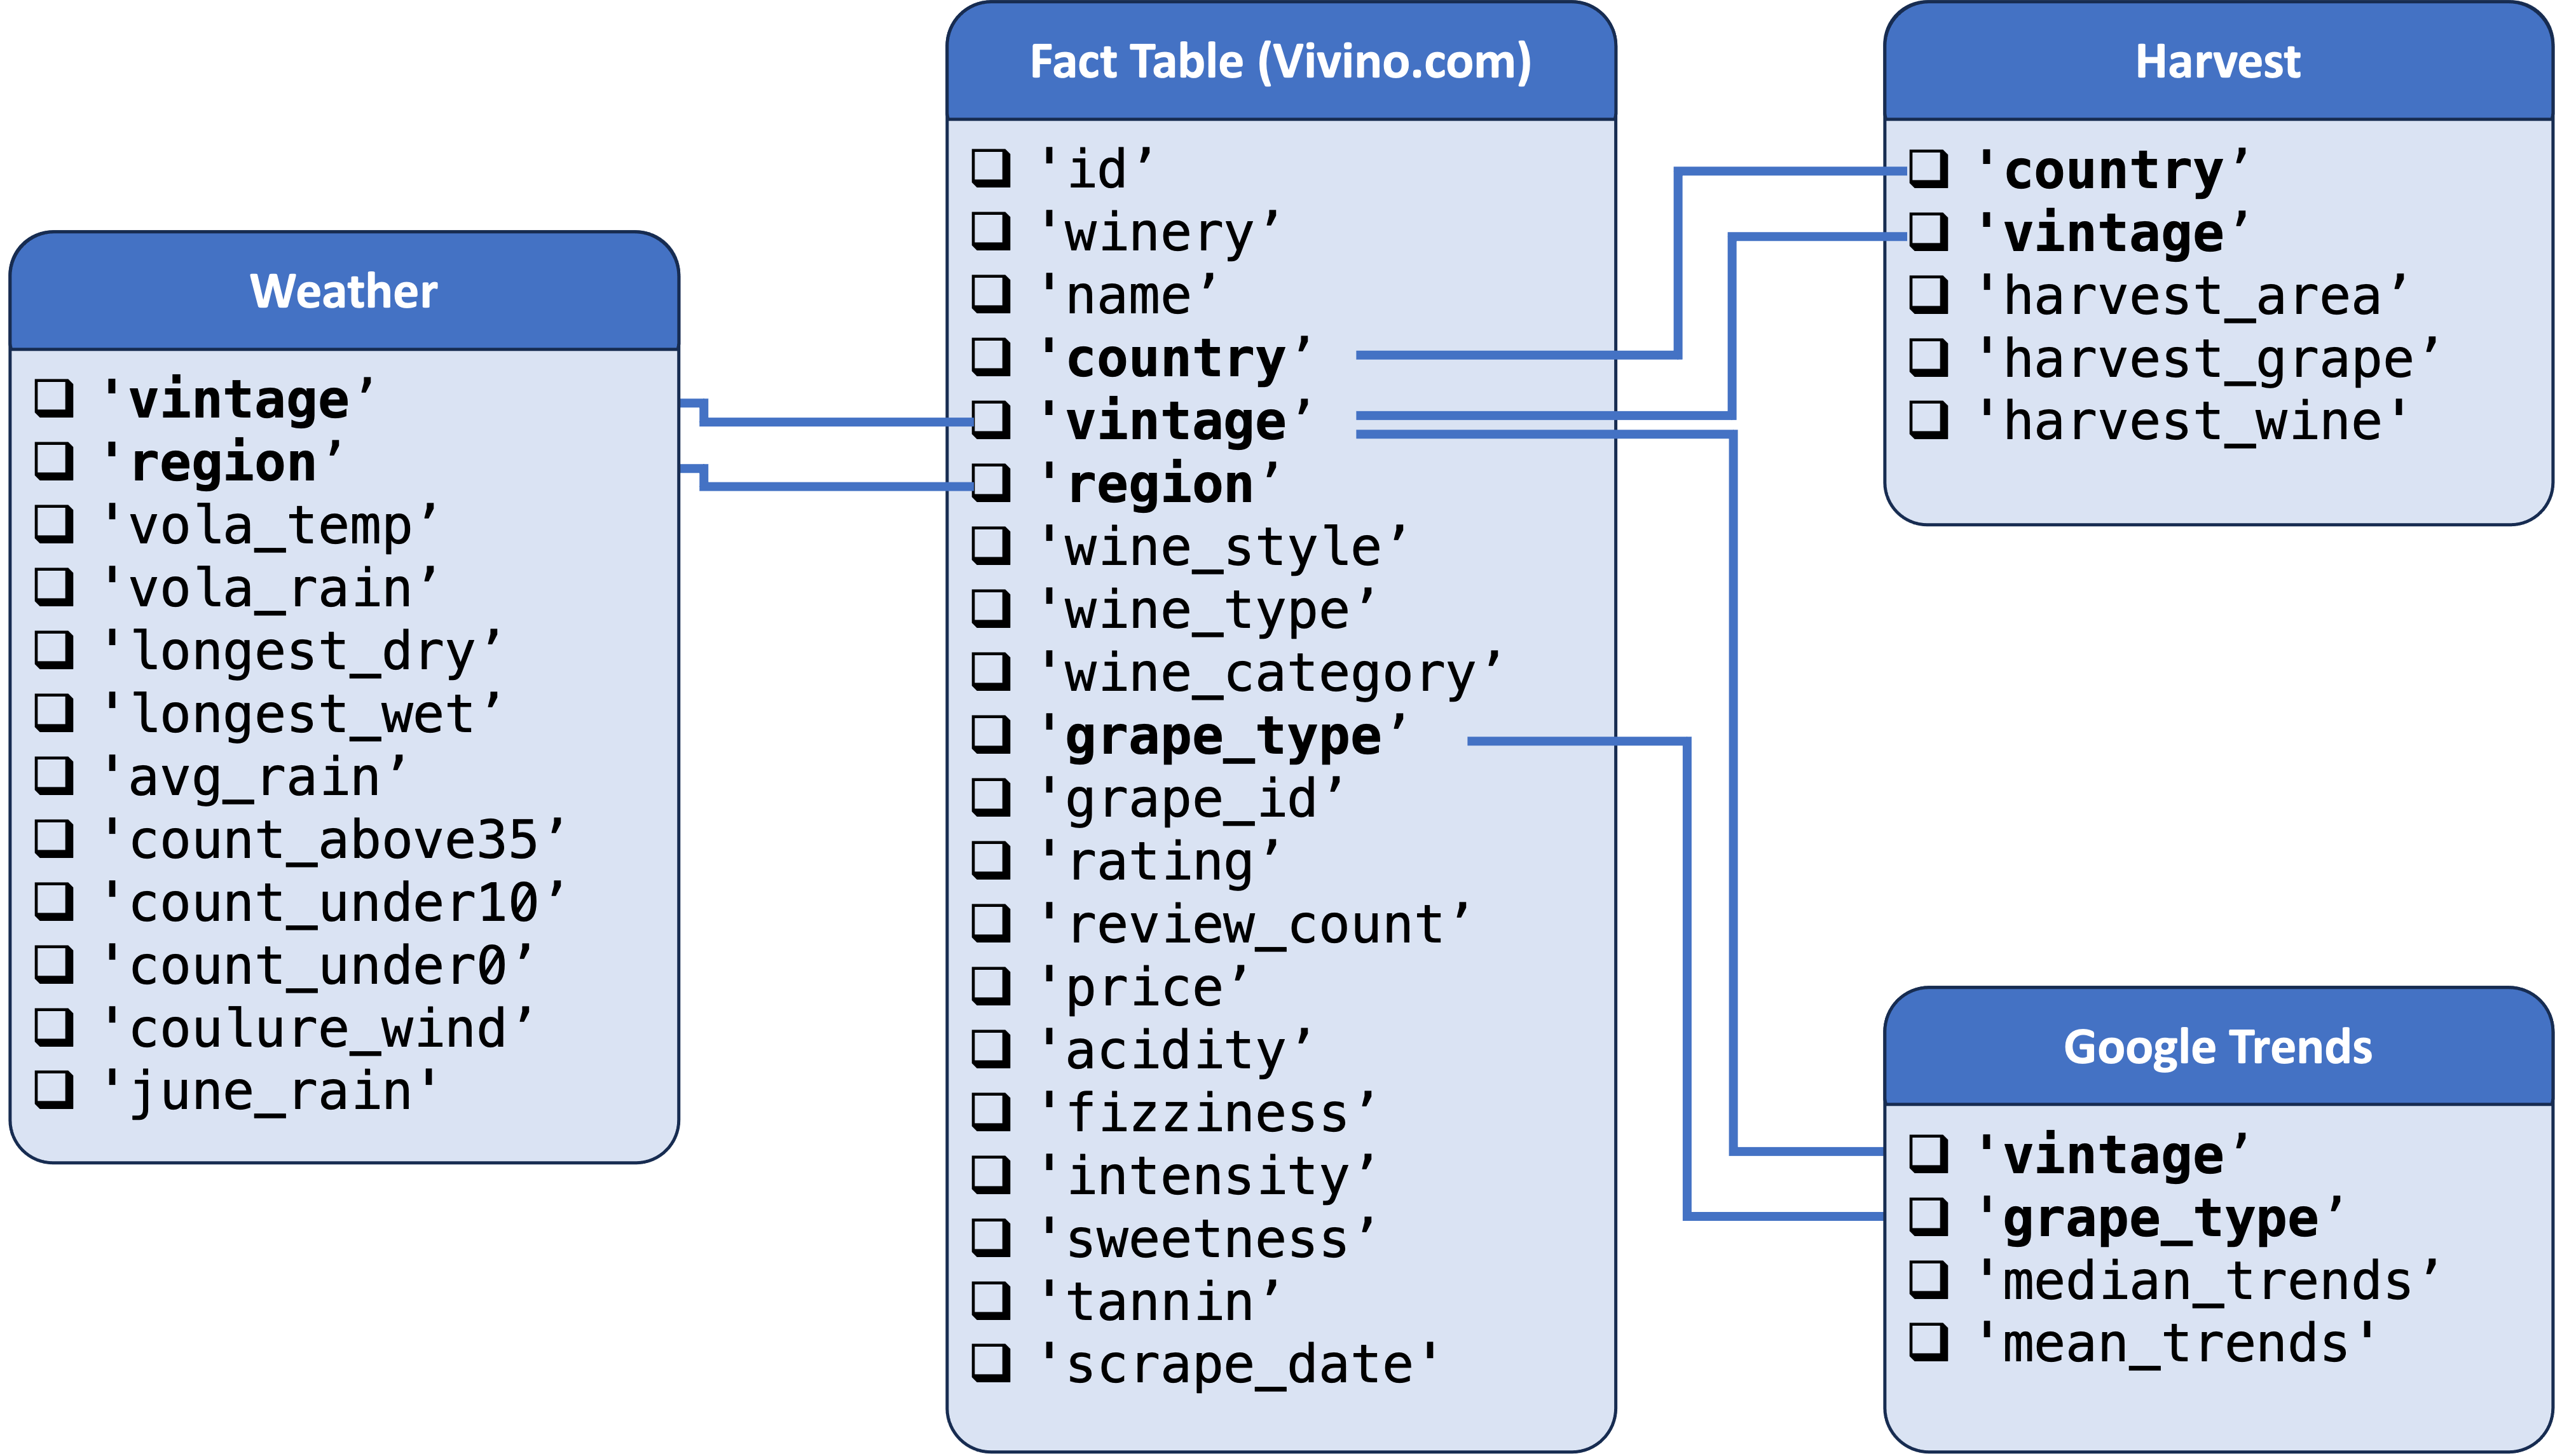 Weather
'vintage’
'region’
'vola_temp’
'vola_rain’
'longest_dry’
'longest_wet’
'avg_rain’
'count_above35’
'count_under10’
'count_under0’
'coulure_wind’
'june_rain'
Fact Table (Vivino.com)
'id’
'winery’
'name’
'country’
'vintage’
'region’
'wine_style’
'wine_type’
'wine_category’
'grape_type’
'grape_id’
'rating’
'review_count’
'price’
'acidity’
'fizziness’
'intensity’
'sweetness’
'tannin’
'scrape_date'
Harvest
'country’
'vintage’
'harvest_area’
'harvest_grape’
'harvest_wine'
Google Trends
'vintage’
'grape_type’
'median_trends’
'mean_trends'